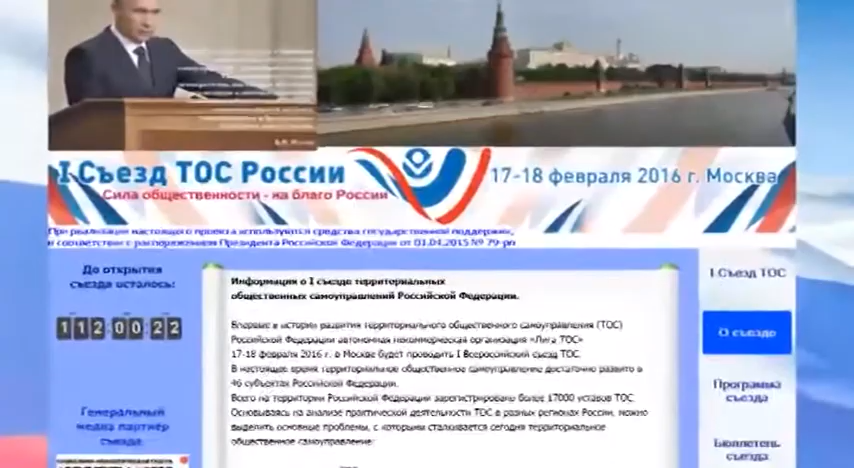 I Съезд ТОС России
17-18 февраля 2016 г. Москва
Сила общественности - на благо России
При реализации настоящего проекта используются средства государственной поддержки,
в соответствии с распоряжением Президента Российской Федерации от 01.04.2015 № 79-рп
До открытия
съезда осталось:
112:00:22
Генеральный
медиа партнёр
съезда
Информация о I съезде территориальных
общественных самоуправлений Российской Федерации.
Впервые в истории развития территориального общественного самоуправления (ТОС)
Российской Федерации автономная некоммерческая организация «Лига ТОС»
17-18 февраля 2016 г. в Москве будет проводить I Всероссийский съезд ТОС.
В настоящее время территориальное общественное самоуправление достаточно развито в
46 субъектах Российской Федерации.
Всего на территории Российской Федерации зарегистрировано более 17000 уставов ТОС.
Основываясь на анализе практической деятельности ТОС в разных регионах России, можно
выделить основные проблемы, с которыми сталкивается сегодня территориальное
общественное самоуправление:
I Съезд ТОС
О съезде
Программа
съезда
Бюллетень
съезда